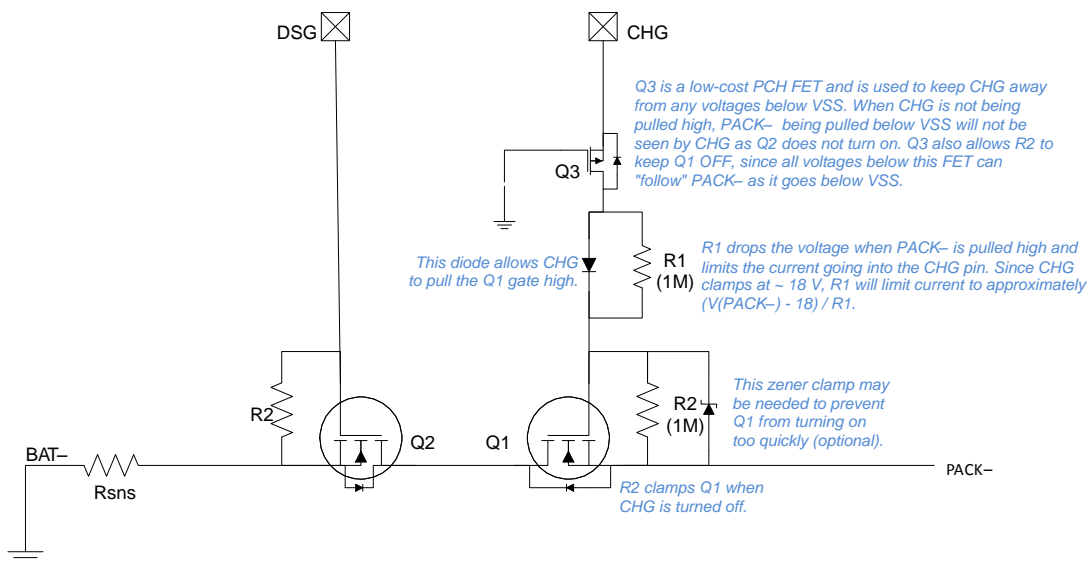 DSG
CHG
Q3 is a low-cost PCH FET and is used to keep CHG away
from any voltages below VSS. When CHG is not being
pulled high, PACK– being pulled below VSS will not be
seen by CHG as Q2 does not turn on. Q3 also allows R2 to
keep Q1 OFF, since all voltages below this FET can
"follow" PACK– as it goes below VSS.
Q3
This diode allows CHG
to pull the Q1 gate high.
R1
(1M)
R1 drops the voltage when PACK– is pulled high and
limits the current going into the CHG pin. Since CHG
clamps at ~ 18 V, R1 will limit current to approximately
(V(PACK–) - 18) / R1.
R2
Q2
Q1
R2
(1M)
This zener clamp may
be needed to prevent
Q1 from turning on
too quickly (optional).
BAT–
Rsns
R2 clamps Q1 when
CHG is turned off.
PACK–